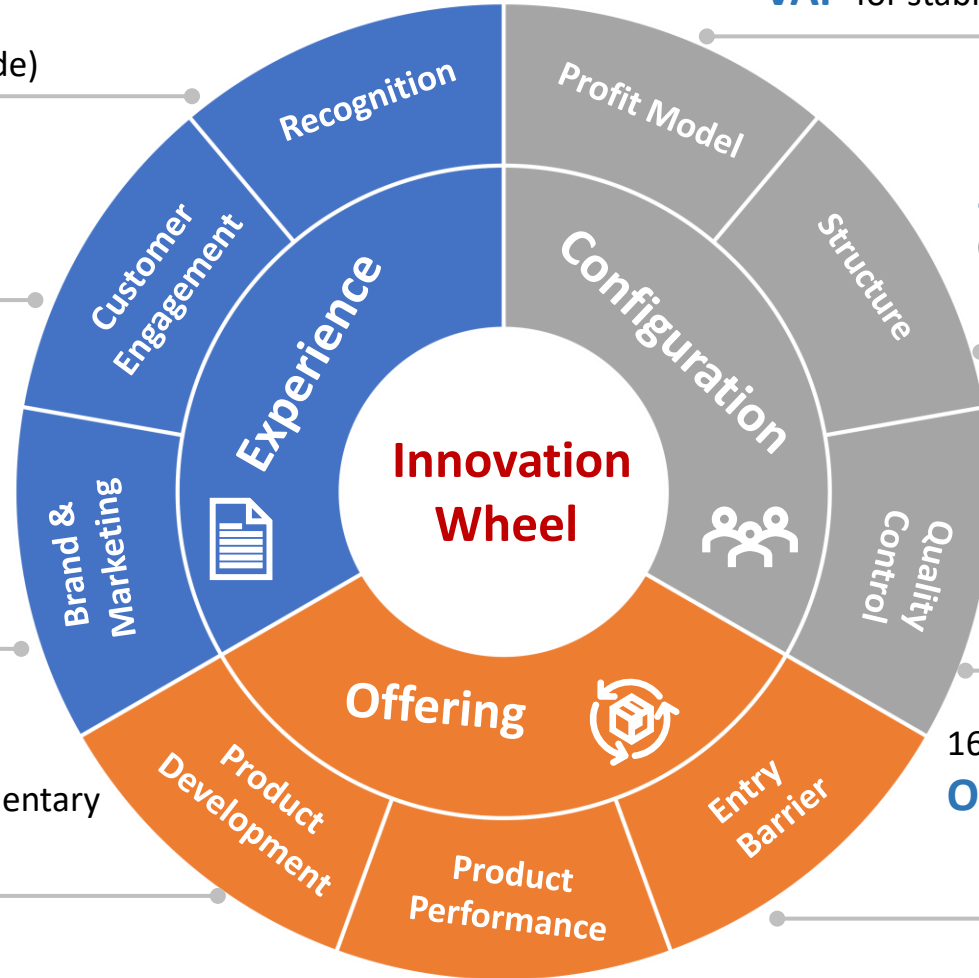 for
de)
Recognition
Profit Model
Customer
Engagement
Structure
Experience
Configuration
Innovation
Wheel
Brand &
Marketing
Quality
Control
Offering
16
O
entary
Product
Development
Entry
Barrier
Product
Performance